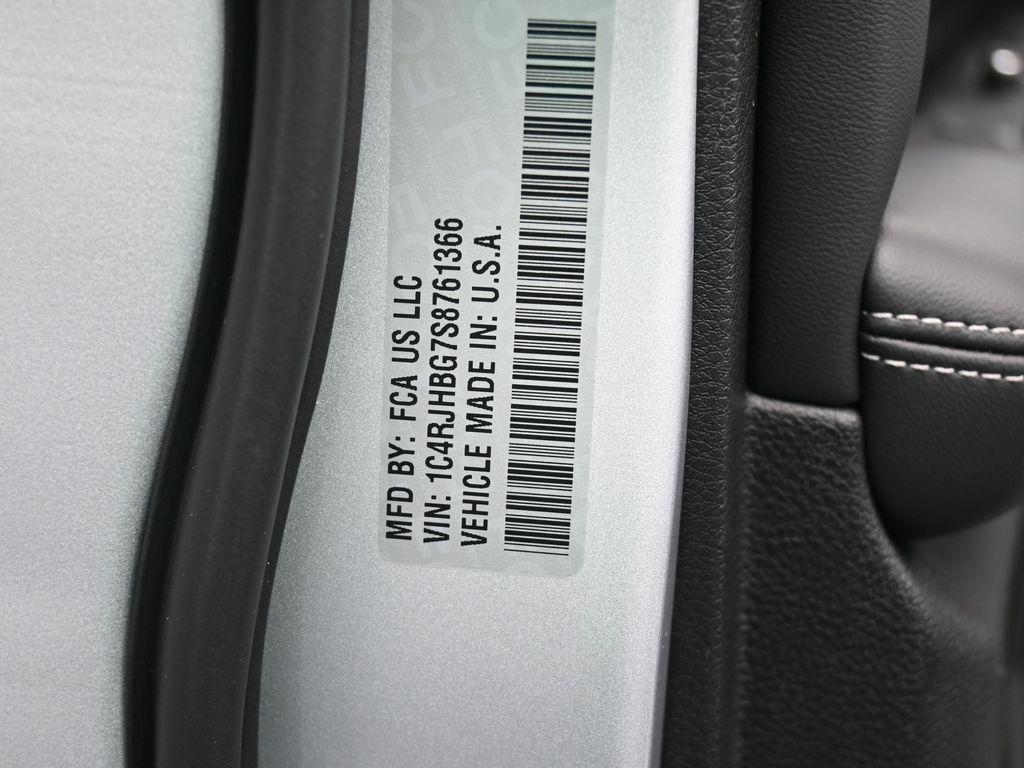 MFD BY: FCA US LLC
VIN: 1C4RJHBG7S8761366
VEHICLE MADE IN: U.S.A.